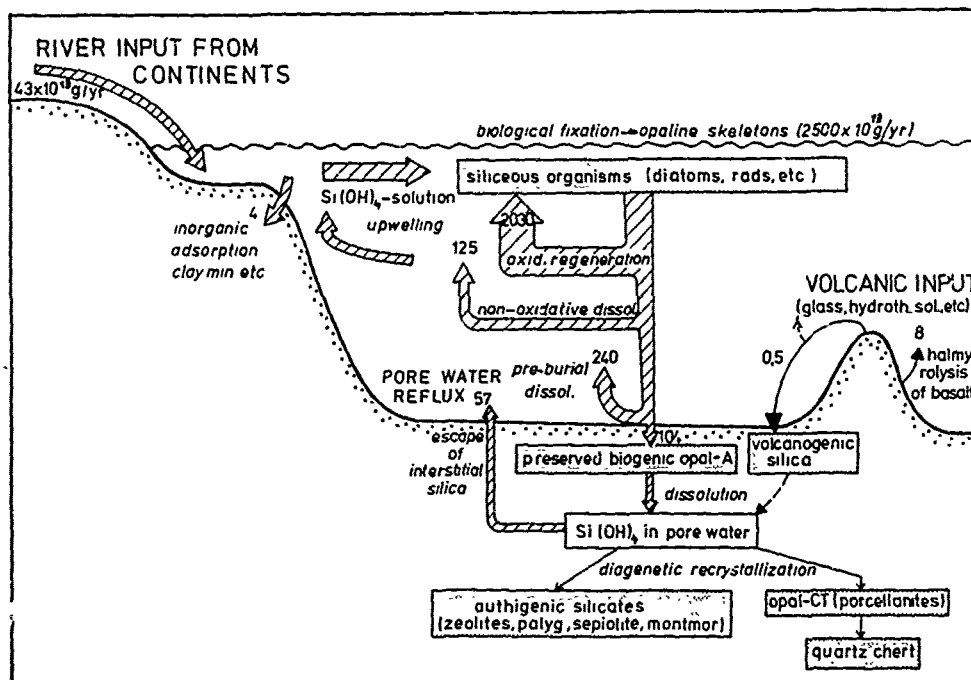 RIVER INPUT FROM
CONTINENTS
43x10¹³g/yr
biological fixation→opaline skeletons (2500x10¹³g/yr)
siliceous organisms (diatoms, rads, etc)
Si(OH)₄-solution
upwelling
4
inorganic
adsorption
clay min etc
2030
oxid. regeneration
125
non-oxidative dissol.
VOLCANIC INPUT
(glass, hydroth. sol, etc)
0,5
8
halmy
rolysis
of basalt
240
pre-burial
dissol.
PORE WATER
REFLUX 57
escape
of
interstitial
silica
preserved biogenic opal-A
volcanogenic
silica
dissolution
Si(OH)₄ in pore water
diagenetic recrystallization
authigenic silicates
(zeolites, palyg, sepiolite, montmor)
opal-CT (porcellanites)
quartz chert